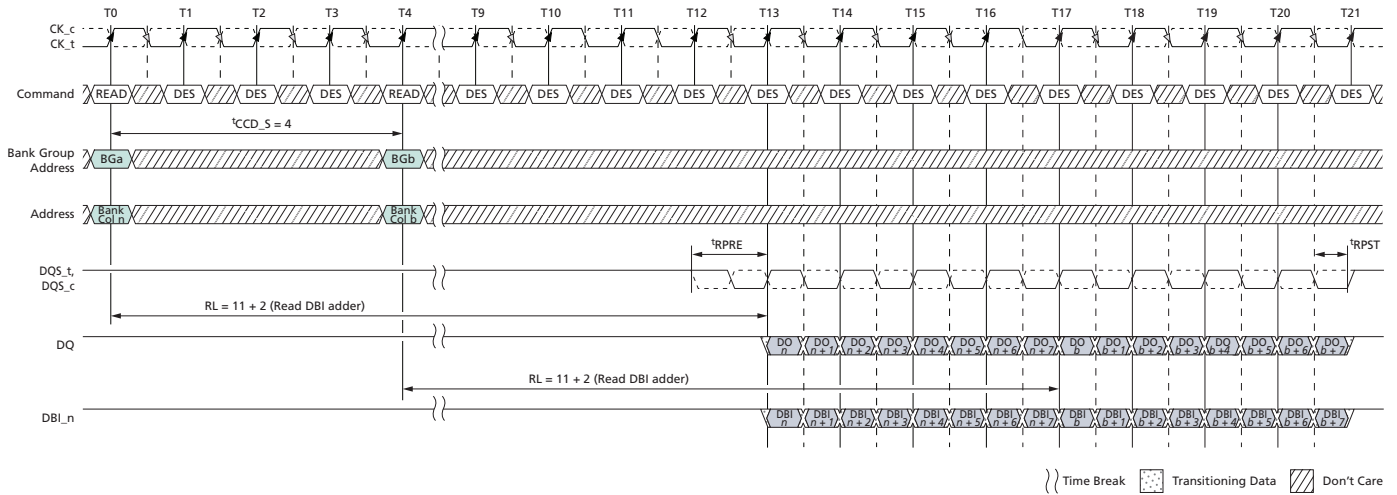 T0 T1 T2 T3 T4 T9 T10 T11 T12 T13 T14 T15 T16 T17 T18 T19 T20 T21
CK_c
CK_t
Command READ DES DES DES READ DES DES DES DES DES DES DES DES DES DES DES DES DES
tCCD_S = 4
Bank Group
Address
BGa BGb
Address
Bank
Col n
Bank
Col b
tRPRE tRPST
DQS_t,
DQS_c
RL = 11 + 2 (Read DBI adder)
DQ
DO DO DO DO DO DO DO DO DO DO DO DO DO DO DO DO
n n + 1 n + 2 n + 3 n + 4 n + 5 n + 6 n + 7 b b + 1 b + 2 b + 3 b +4 b + 5 b + 6 b + 7
RL = 11 + 2 (Read DBI adder)
DBI_n
DBI DBI DBI DBI DBI DBI DBI DBI DBI DBI DBI DBI DBI DBI DBI DBI
n n + 1 n + 2 n + 3 n + 4 n + 5 n + 6 n + 7 b b + 1 b + 2 b + 3 b + 4 b + 5 b + 6 b + 7
Time Break Transitioning Data Don't Care